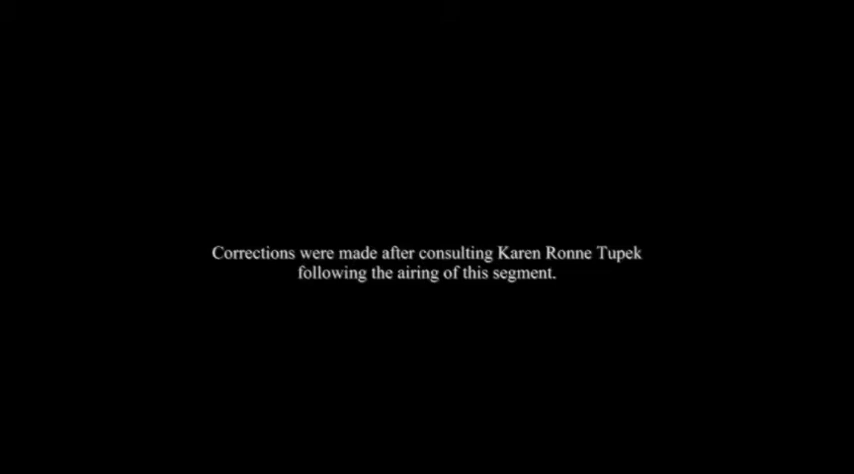 Corrections were made after consulting Karen Ronne Tupek
following the airing of this segment.